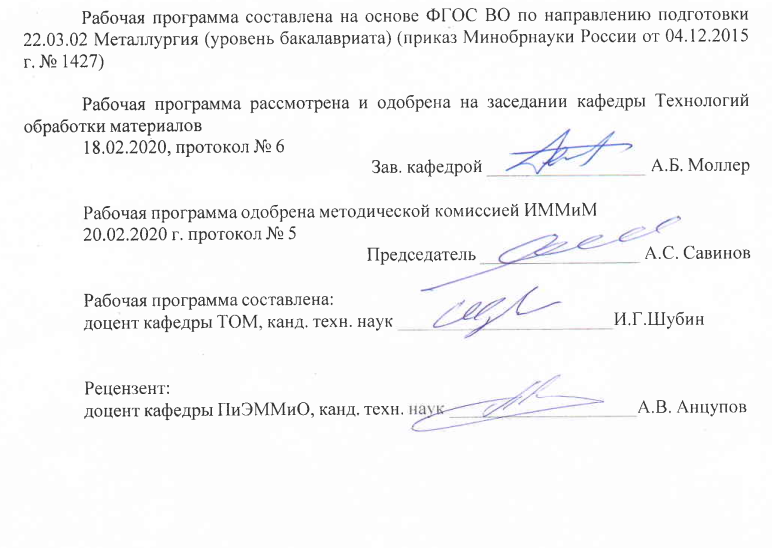 Рабочая программа составлена на основе ФГОС ВО по направлению подготовки
22.03.02 Металлургия (уровень бакалавриата) (приказ Минобрнауки России от 04.12.2015
г. № 1427)
Рабочая программа рассмотрена и одобрена на заседании кафедры Технологий
обработки материалов
18.02.2020, протокол № 6
Зав. кафедрой ___________________ А.Б. Моллер
Рабочая программа одобрена методической комиссией ИММиМ
20.02.2020 г. протокол № 5
Председатель ___________________ А.С. Савинов
Рабочая программа составлена:
доцент кафедры ТОМ, канд. техн. наук _________________________И.Г.Шубин
Рецензент:
доцент кафедры ПиЭММиО, канд. техн. наук ______________________А.В. Анцупов